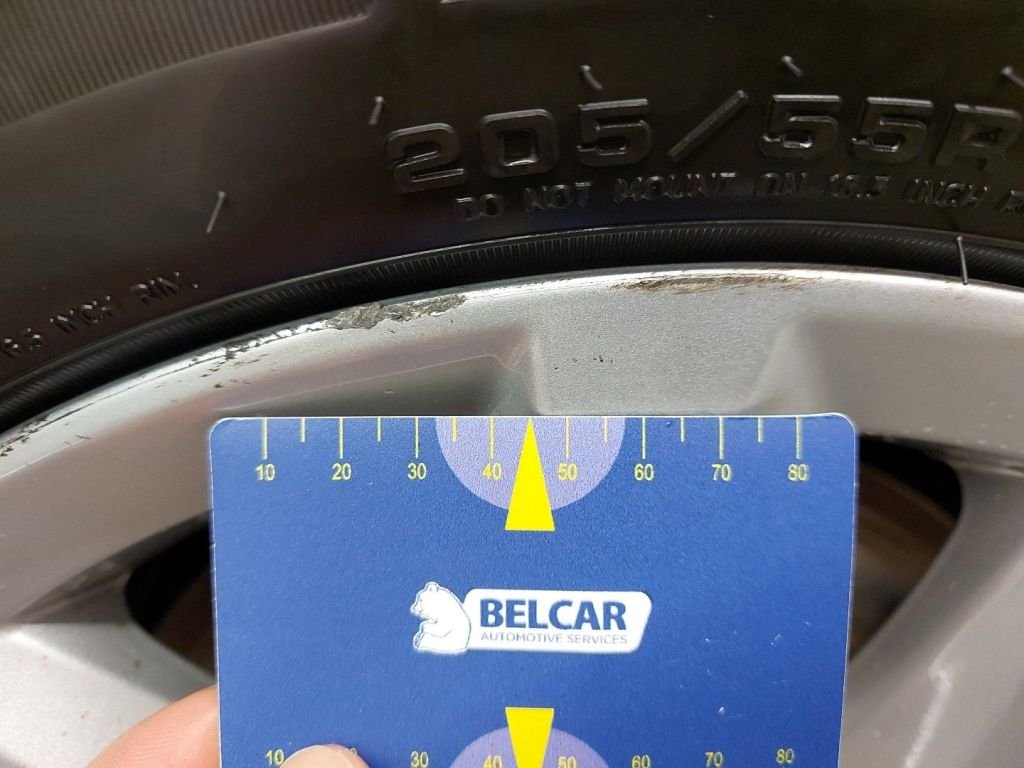 205/55R
DO NOT MOUNT ON 16.5 INCH
INCH RIM.
10 20 30 40 50 60 70 80
BELCAR
AUTOMOTIVE SERVICES
10 30 40 50 60 70 80